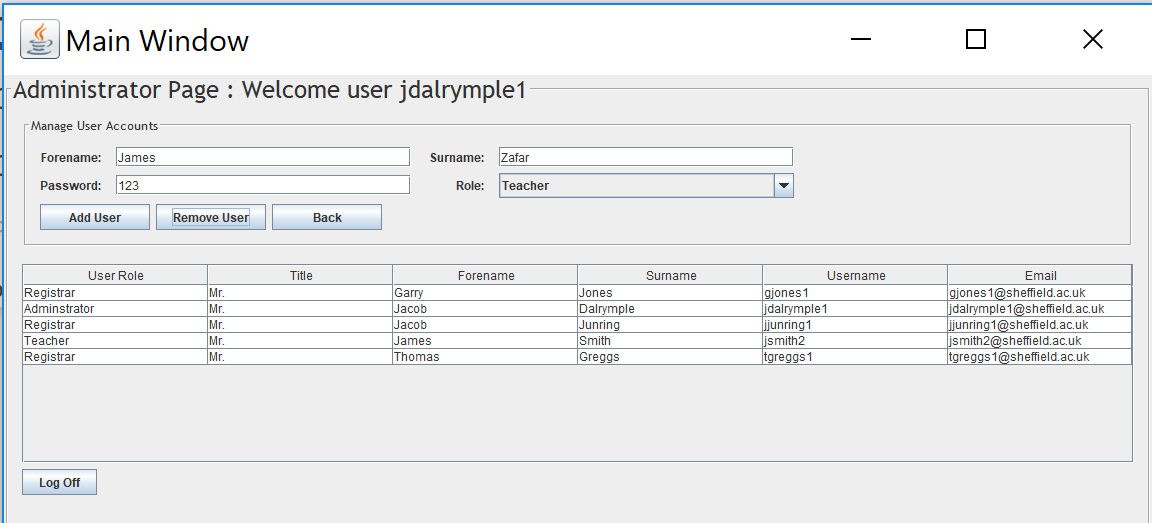 Main Window
Administrator Page : Welcome user jdalrymple1
Manage User Accounts
Forename: James Surname: Zafar
Password: 123 Role: Teacher
Add User Remove User Back
User Role Title Forename Surname Username Email
Registrar Mr. Garry Jones gjones1 gjones1@sheffield.ac.uk
Adminstrator Mr. Jacob Dalrymple jdalrymple1 jdalrymple1@sheffield.ac.uk
Registrar Mr. Jacob Junring jjunring1 jjunring1@sheffield.ac.uk
Teacher Mr. James Smith jsmith2 jsmith2@sheffield.ac.uk
Registrar Mr. Thomas Greggs tgreggs1 tgreggs1@sheffield.ac.uk
Log Off